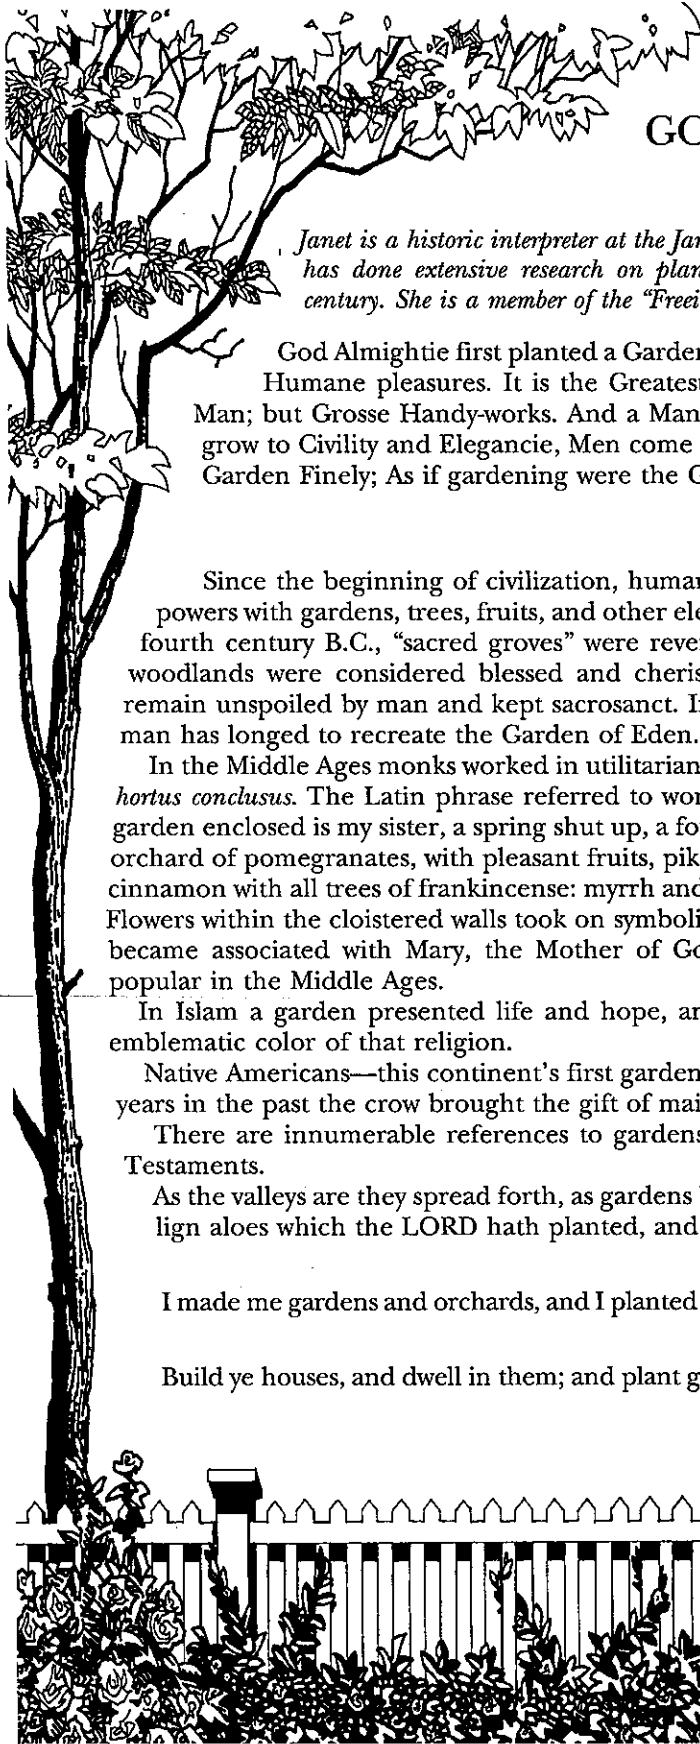 GO
Janet is a historic interpreter at the Jan
has done extensive research on plan
century. She is a member of the “Freei
God Almightie first planted a Garden
Humane pleasures. It is the Greatest
Man; but Grosse Handy-works. And a Man
grow to Civility and Elegancie, Men come
Garden Finely; As if gardening were the G
Since the beginning of civilization, human
powers with gardens, trees, fruits, and other ele
fourth century B.C., “sacred groves” were rever
woodlands were considered blessed and cheris
remain unspoiled by man and kept sacrosanct. I
man has longed to recreate the Garden of Eden.
In the Middle Ages monks worked in utilitarian
hortus conclusus. The Latin phrase referred to wor
garden enclosed is my sister, a spring shut up, a fo
orchard of pomegranates, with pleasant fruits, pik
cinnamon with all trees of frankincense: myrrh and
Flowers within the cloistered walls took on symboli
became associated with Mary, the Mother of Go
popular in the Middle Ages.
In Islam a garden presented life and hope, an
emblematic color of that religion.
Native Americans—this continent’s first garden
years in the past the crow brought the gift of mai
There are innumerable references to gardens
Testaments.
As the valleys are they spread forth, as gardens
lign aloes which the LORD hath planted, and
I made me gardens and orchards, and I planted
Build ye houses, and dwell in them; and plant g